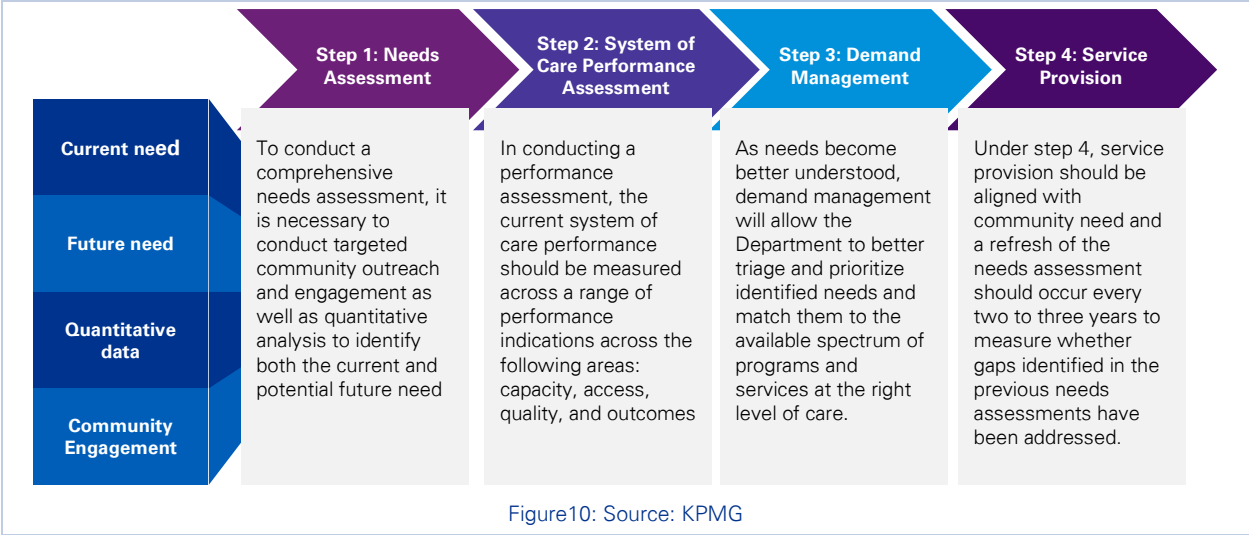 Step 1: Needs
Assessment
Step 2: System of
Care Performance
Assessment
Step 3: Demand
Management
Step 4: Service
Provision
Current need
Future need
Quantitative
data
Community
Engagement
To conduct a
comprehensive
needs assessment, it
is necessary to
conduct targeted
community outreach
and engagement as
well as quantitative
analysis to identify
both the current and
potential future need
In conducting a
performance
assessment, the
current system of
care performance
should be measured
across a range of
performance
indications across the
following areas:
capacity, access,
quality, and outcomes
As needs become
better understood,
demand management
will allow the
Department to better
triage and prioritize
identified needs and
match them to the
available spectrum of
programs and
services at the right
level of care.
Under step 4, service
provision should be
aligned with
community need and
a refresh of the
needs assessment
should occur every
two to three years to
measure whether
gaps identified in the
previous needs
assessments have
been addressed.
Figure10: Source: KPMG